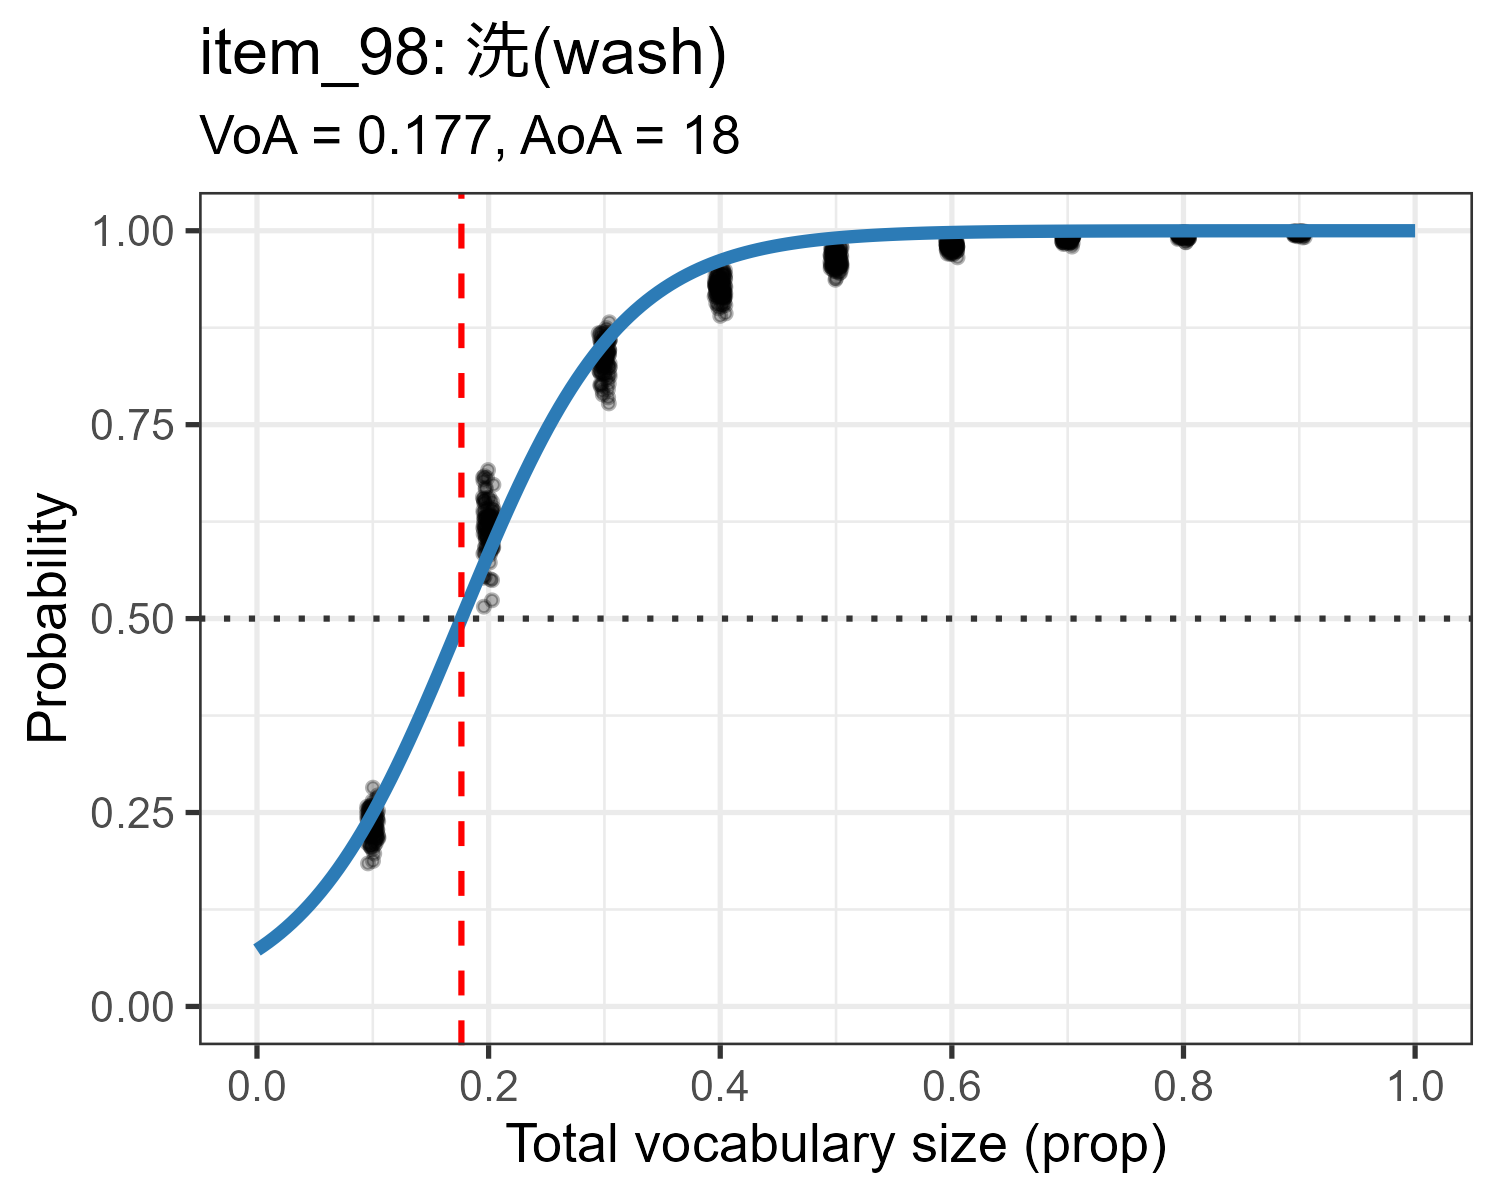 item_98: 洗(wash)
VoA = 0.177, AoA = 18
1.00
0.75
0.50
0.25
0.00
Probability
0.0 0.2 0.4 0.6 0.8 1.0
Total vocabulary size (prop)